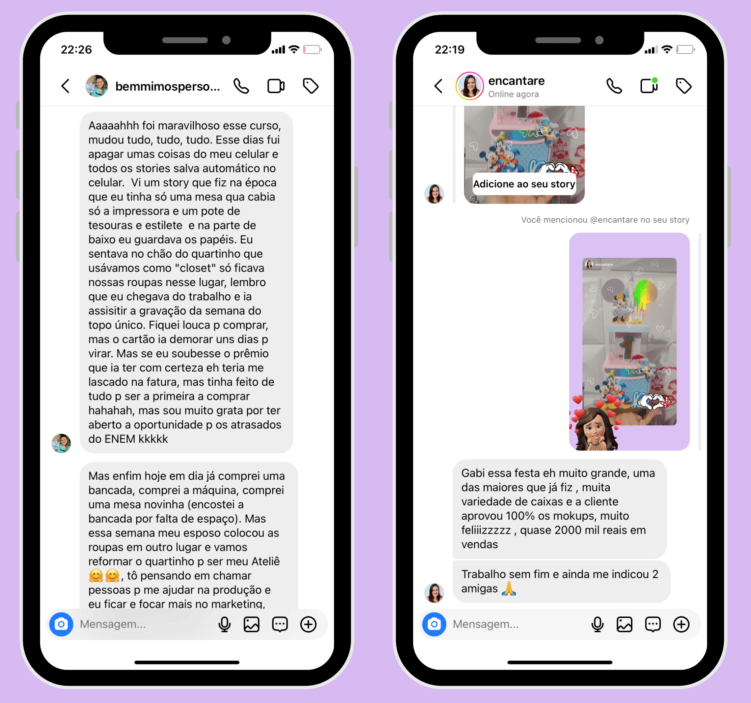 22:26
bemmimosperso...
Aaaaahhh foi maravilhoso esse curso,
mudou tudo, tudo, tudo. Esse dias fui
apagar umas coisas do meu celular e
todos os stories salva automático no
celular.  Vi um story que fiz na época
que eu tinha só uma mesa qua cabia
só a impressora e um pote de
tesouras e estilete  e na parte de
baixo eu guardava os papéis. Eu
sentava no chão do quartinho que
usávamos como "closet" só ficava
nossas roupas nesse lugar, lembro
que eu chegava do trabalho e ia
assisitir a gravação da semana do
topo único. Fiquei louca p comprar,
mas o cartão ia demorar uns dias p
virar. Mas se eu soubesse o prêmio
que ia ter com certeza eh teria me
lascado na fatura, mas tinha feito de
tudo p ser a primeira a comprar
hahahah, mas sou muito grata por ter
aberto a oportunidade p os atrasados
do ENEM kkkkk
Mas enfim hoje em dia já comprei uma
bancada, comprei a máquina, comprei
uma mesa novinha (encostei a
bancada por falta de espaço). Mas
essa semana meu esposo colocou as
roupas em outro lugar e vamos
reformar o quartinho p ser meu Ateliê
🤗🤗, tô pensando em chamar
pessoas p me ajudar na produção e
eu ficar e focar mais no marketing,
Mensagem...
22:19
encantare
Online agora
Adicione ao seu story
Você mencionou @encantare no seu story
Gabi essa festa eh muito grande, uma
das maiores que já fiz , muita
variedade de caixas e a cliente
aprovou 100% os mokups, muito
feliiizzzzz , quase 2000 mil reais em
vendas
Trabalho sem fim e ainda me indicou 2
amigas 🙏
Mensagem...